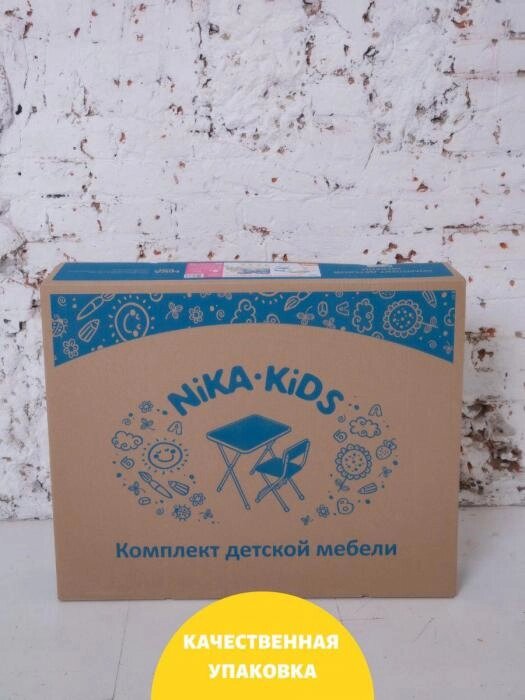 NiKA·KiDS
Комплект детской мебели
КАЧЕСТВЕННАЯ
УПАКОВКА